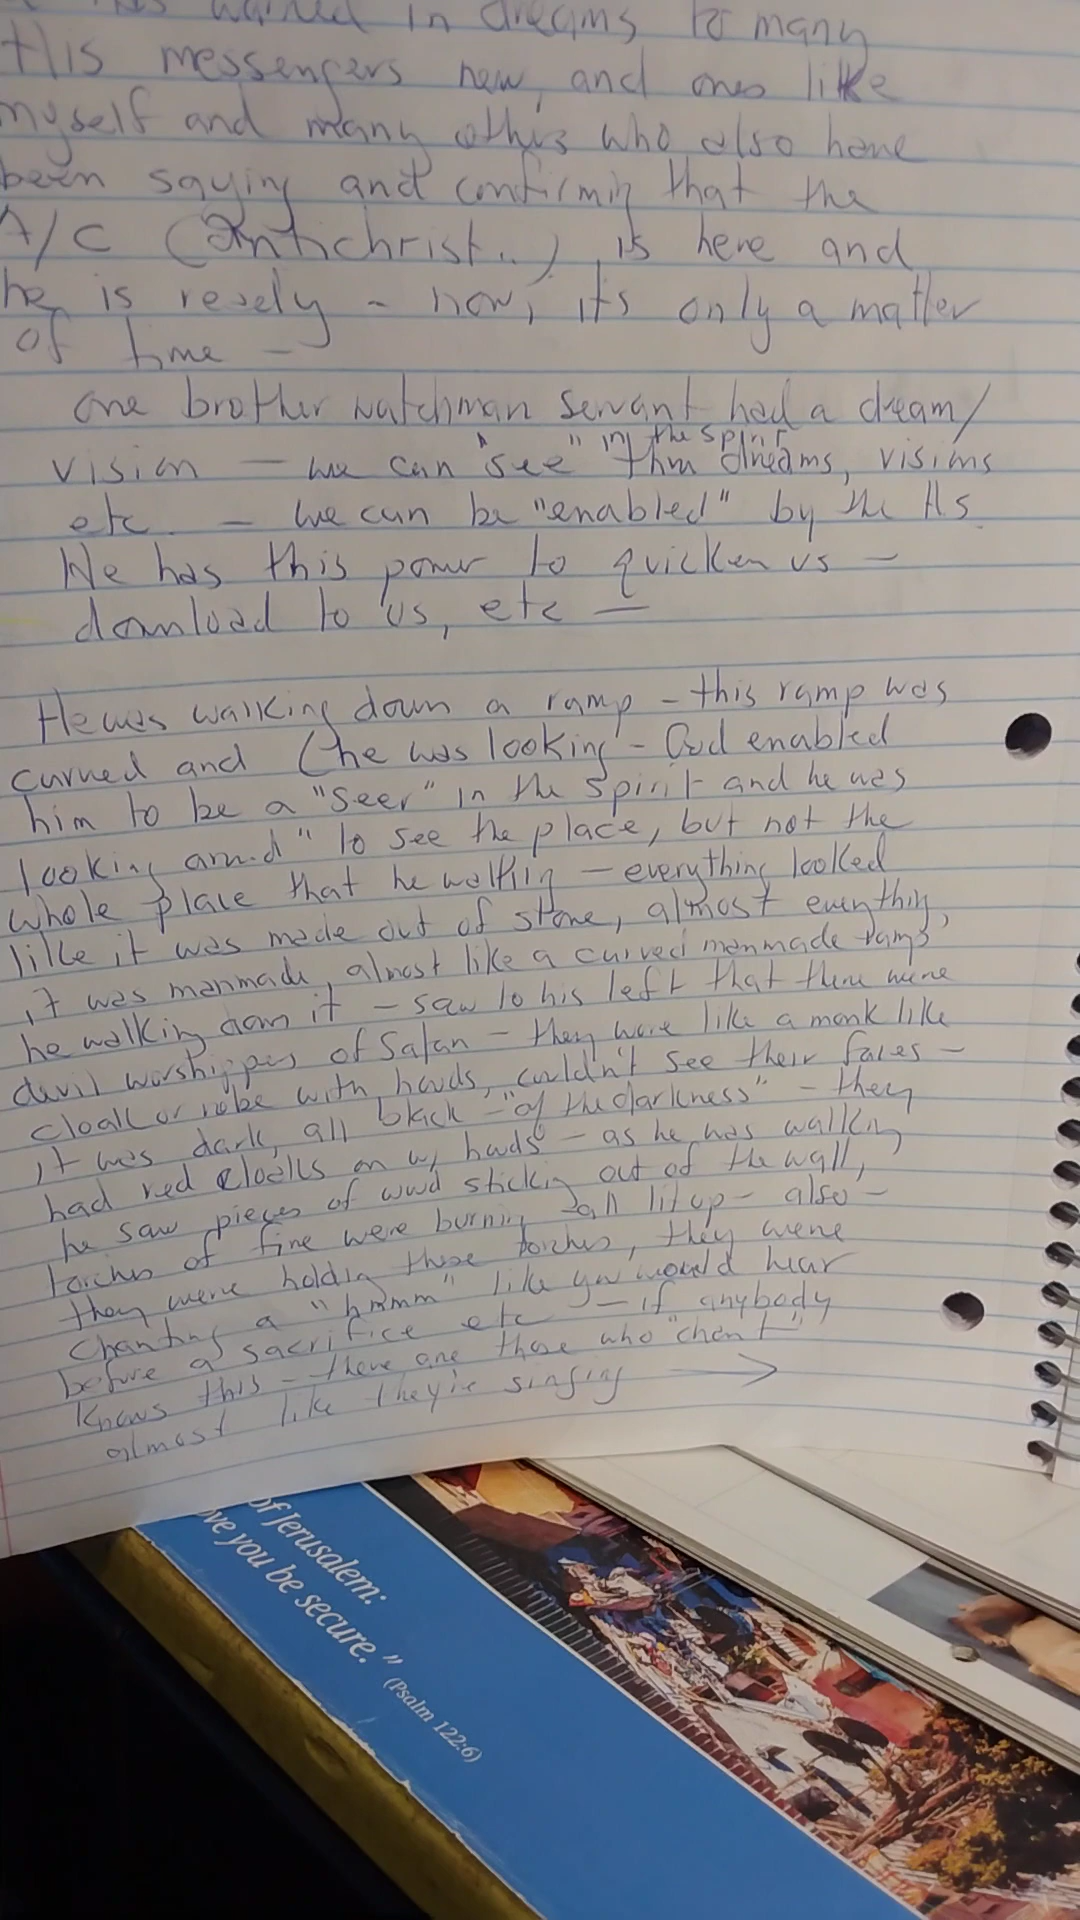 warned in dreams to many
His messengers new, and ones like
myself and many othis who also have
been saying and confirmin that the
A/C (Antichrist..) is here and
he is ready - now, it's only a matter
of time -
one brother watchman servant had a dream/
vision - we can "see" "in the spirit" thru dreams, visions
etc. - we can be "enabled" by the HS
He has this power to quicken us -
download to us, etc -
He was walking down a ramp - this ramp was
curved and (he was looking - God enabled
him to be a "seer" in the spirit and he was
looking around" to see the place, but not the
whole place that he walking - everything looked
like it was made out of stone, almost everything,
it was manmade, almost like a curved manmade ramp
he walking down it - saw to his left that there were
devil worshippers of Satan - they were like a monk like
cloak or robe with hoods, couldn't see their faces -
it was dark, all black - "of the darkness" - they
had red cloaks on w/ hoods - as he was walking
he saw pieces of wood sticking out of the wall,
torches of fire were burning all lit up - also -
they were holding these torches, they were
chanting a "hmmm" like you would hear
before a sacrifice etc - if anybody
knows this - there are those who "chant"
almost like they're singing →
of Jerusalem:
ove you be secure."
(Psalm 122:6)